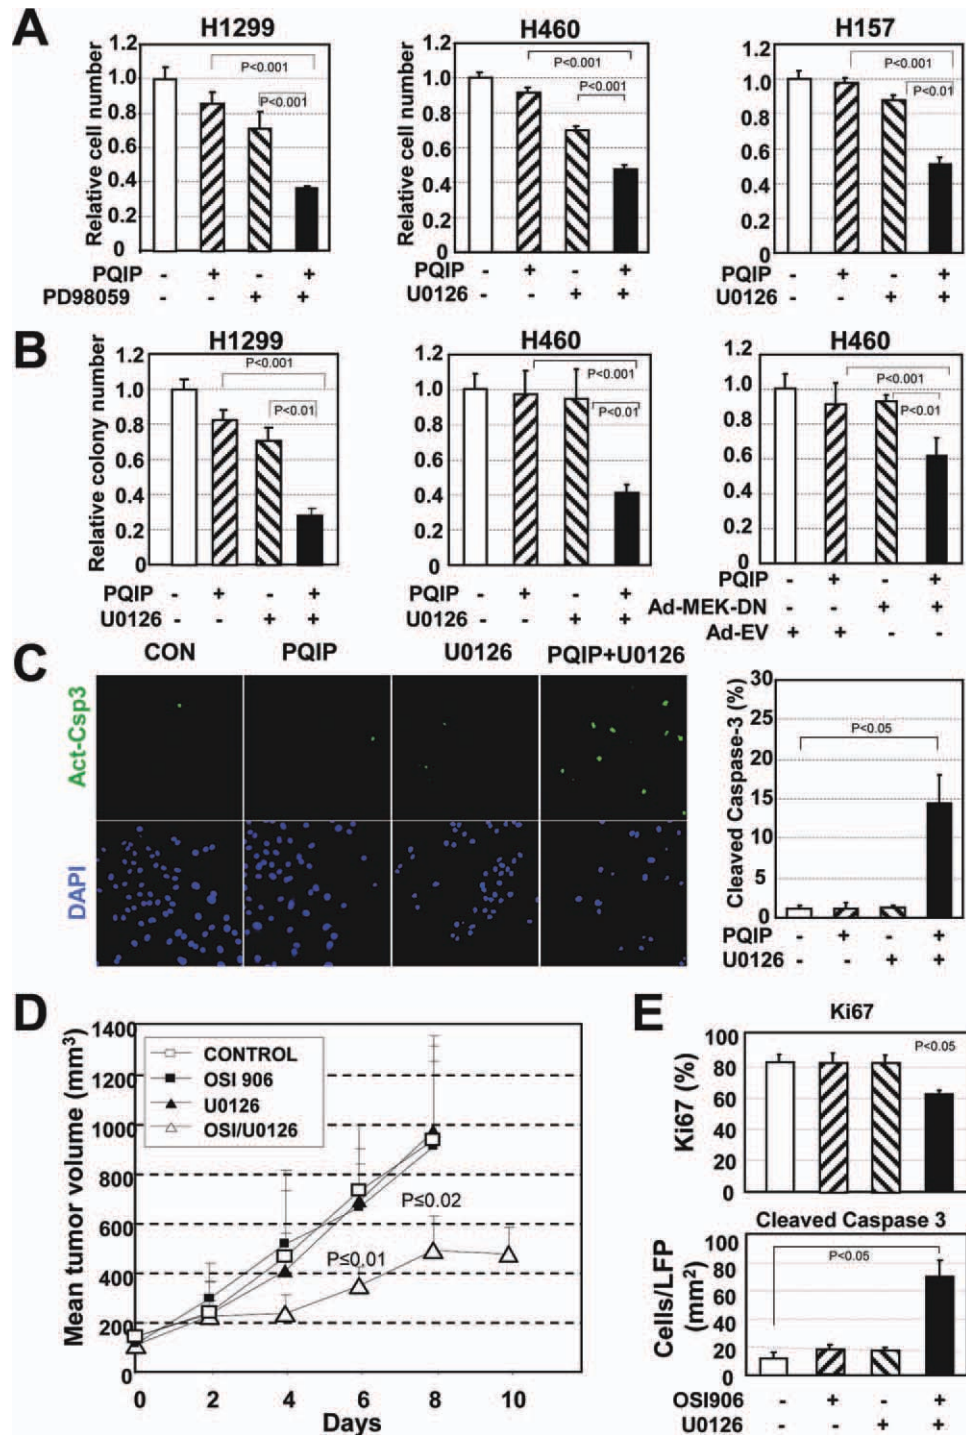 A
H1299
H460
H157
Relative cell number
1.2
1.0
0.8
0.6
0.4
0.2
0
P<0.001
P<0.001
PQIP - + - +
PD98059 - - + +
1.2
1.0
0.8
0.6
0.4
0.2
0
P<0.001
P<0.001
PQIP - + - +
U0126 - - + +
1.2
1.0
0.8
0.6
0.4
0.2
0
P<0.001
P<0.01
PQIP - + - +
U0126 - - + +
B
H1299
H460
H460
Relative colony number
1.2
1.0
0.8
0.6
0.4
0.2
0
P<0.001
P<0.01
PQIP - + - +
U0126 - - + +
1.2
1.0
0.8
0.6
0.4
0.2
0
P<0.001
P<0.01
PQIP - + - +
U0126 - - + +
1.2
1.0
0.8
0.6
0.4
0.2
0
P<0.001
P<0.01
PQIP - + - +
Ad-MEK-DN - - + +
Ad-EV + + - -
C
CON PQIP U0126 PQIP+U0126
Act-Csp3
DAPI
Cleaved Caspase-3 (%)
30
25
20
15
10
5
0
P<0.05
PQIP - + - +
U0126 - - + +
D
Mean tumor volume (mm³)
1400
1200
1000
800
600
400
200
0
CONTROL
OSI 906
U0126
OSI/U0126
P≤0.02
P≤0.01
0 2 4 6 8 10
Days
E
Ki67
Ki67 (%)
100
80
60
40
20
0
P<0.05
Cleaved Caspase 3
Cells/LFP
(mm²)
100
80
60
40
20
0
P<0.05
OSI906 - + - +
U0126 - - + +